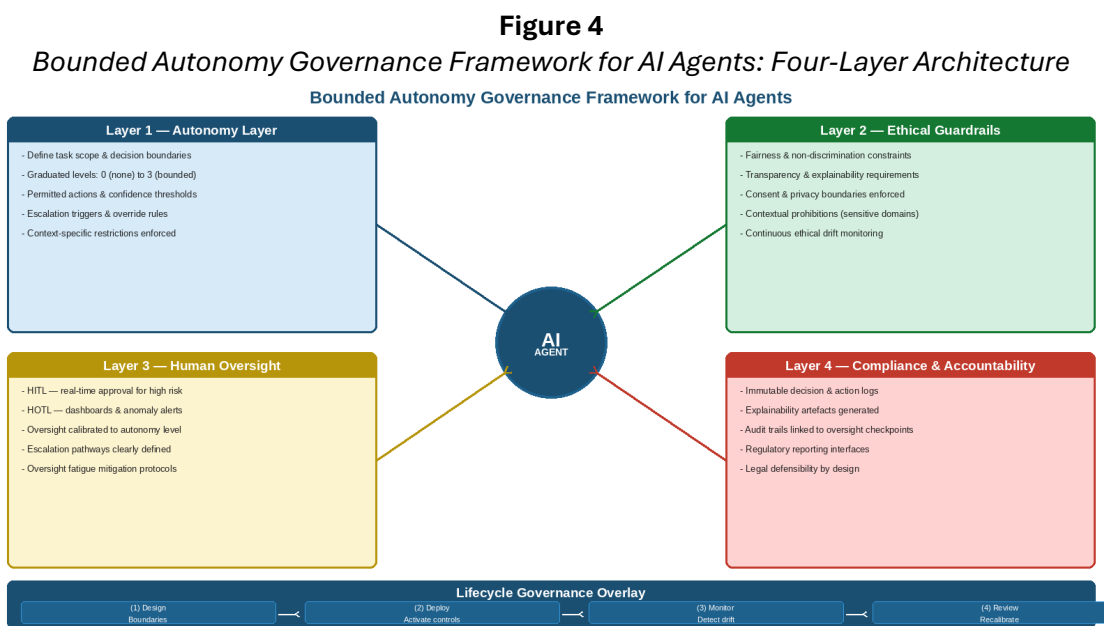 Figure 4
Bounded Autonomy Governance Framework for AI Agents: Four-Layer Architecture
Bounded Autonomy Governance Framework for AI Agents
Layer 1 — Autonomy Layer
- Define task scope & decision boundaries
- Graduated levels: 0 (none) to 3 (bounded)
- Permitted actions & confidence thresholds
- Escalation triggers & override rules
- Context-specific restrictions enforced
Layer 2 — Ethical Guardrails
- Fairness & non-discrimination constraints
- Transparency & explainability requirements
- Consent & privacy boundaries enforced
- Contextual prohibitions (sensitive domains)
- Continuous ethical drift monitoring
AI
AGENT
Layer 3 — Human Oversight
- HITL — real-time approval for high risk
- HOTL — dashboards & anomaly alerts
- Oversight calibrated to autonomy level
- Escalation pathways clearly defined
- Oversight fatigue mitigation protocols
Layer 4 — Compliance & Accountability
- Immutable decision & action logs
- Explainability artefacts generated
- Audit trails linked to oversight checkpoints
- Regulatory reporting interfaces
- Legal defensibility by design
Lifecycle Governance Overlay
(1) Design
Boundaries
(2) Deploy
Activate controls
(3) Monitor
Detect drift
(4) Review
Recalibrate